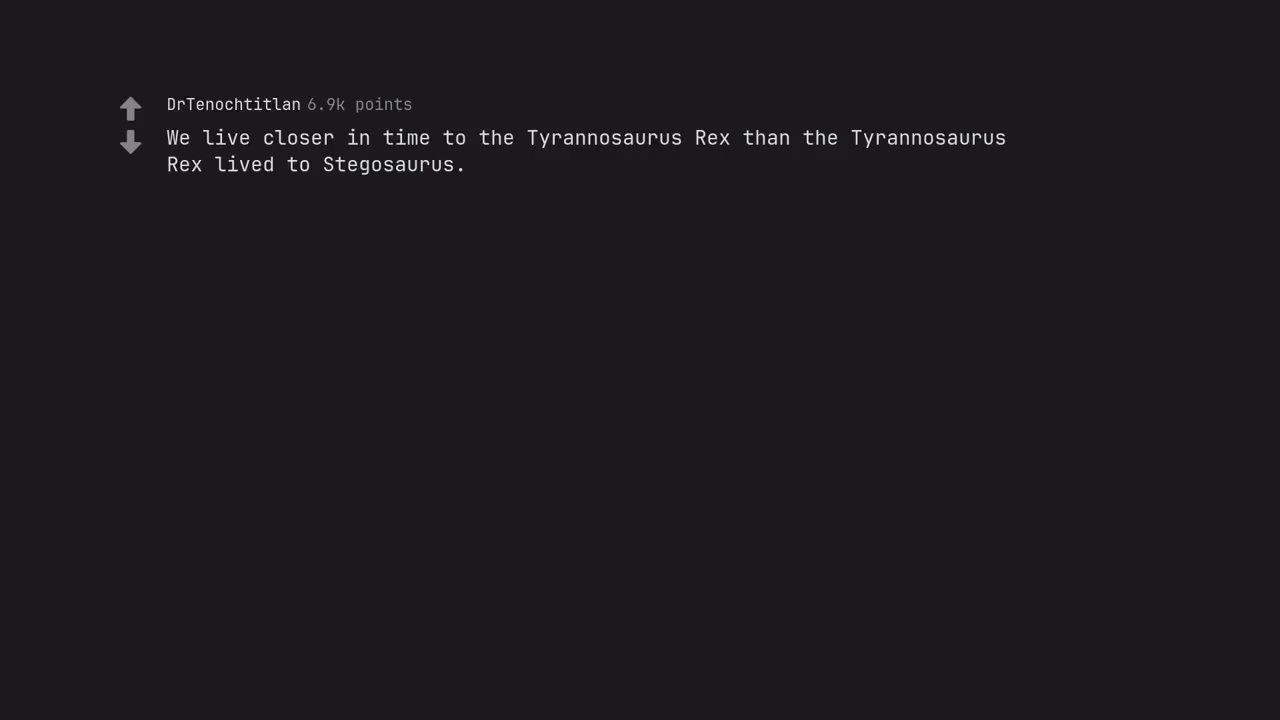 DrTenochtitlan 6.9k points
We live closer in time to the Tyrannosaurus Rex than the Tyrannosaurus
Rex lived to Stegosaurus.